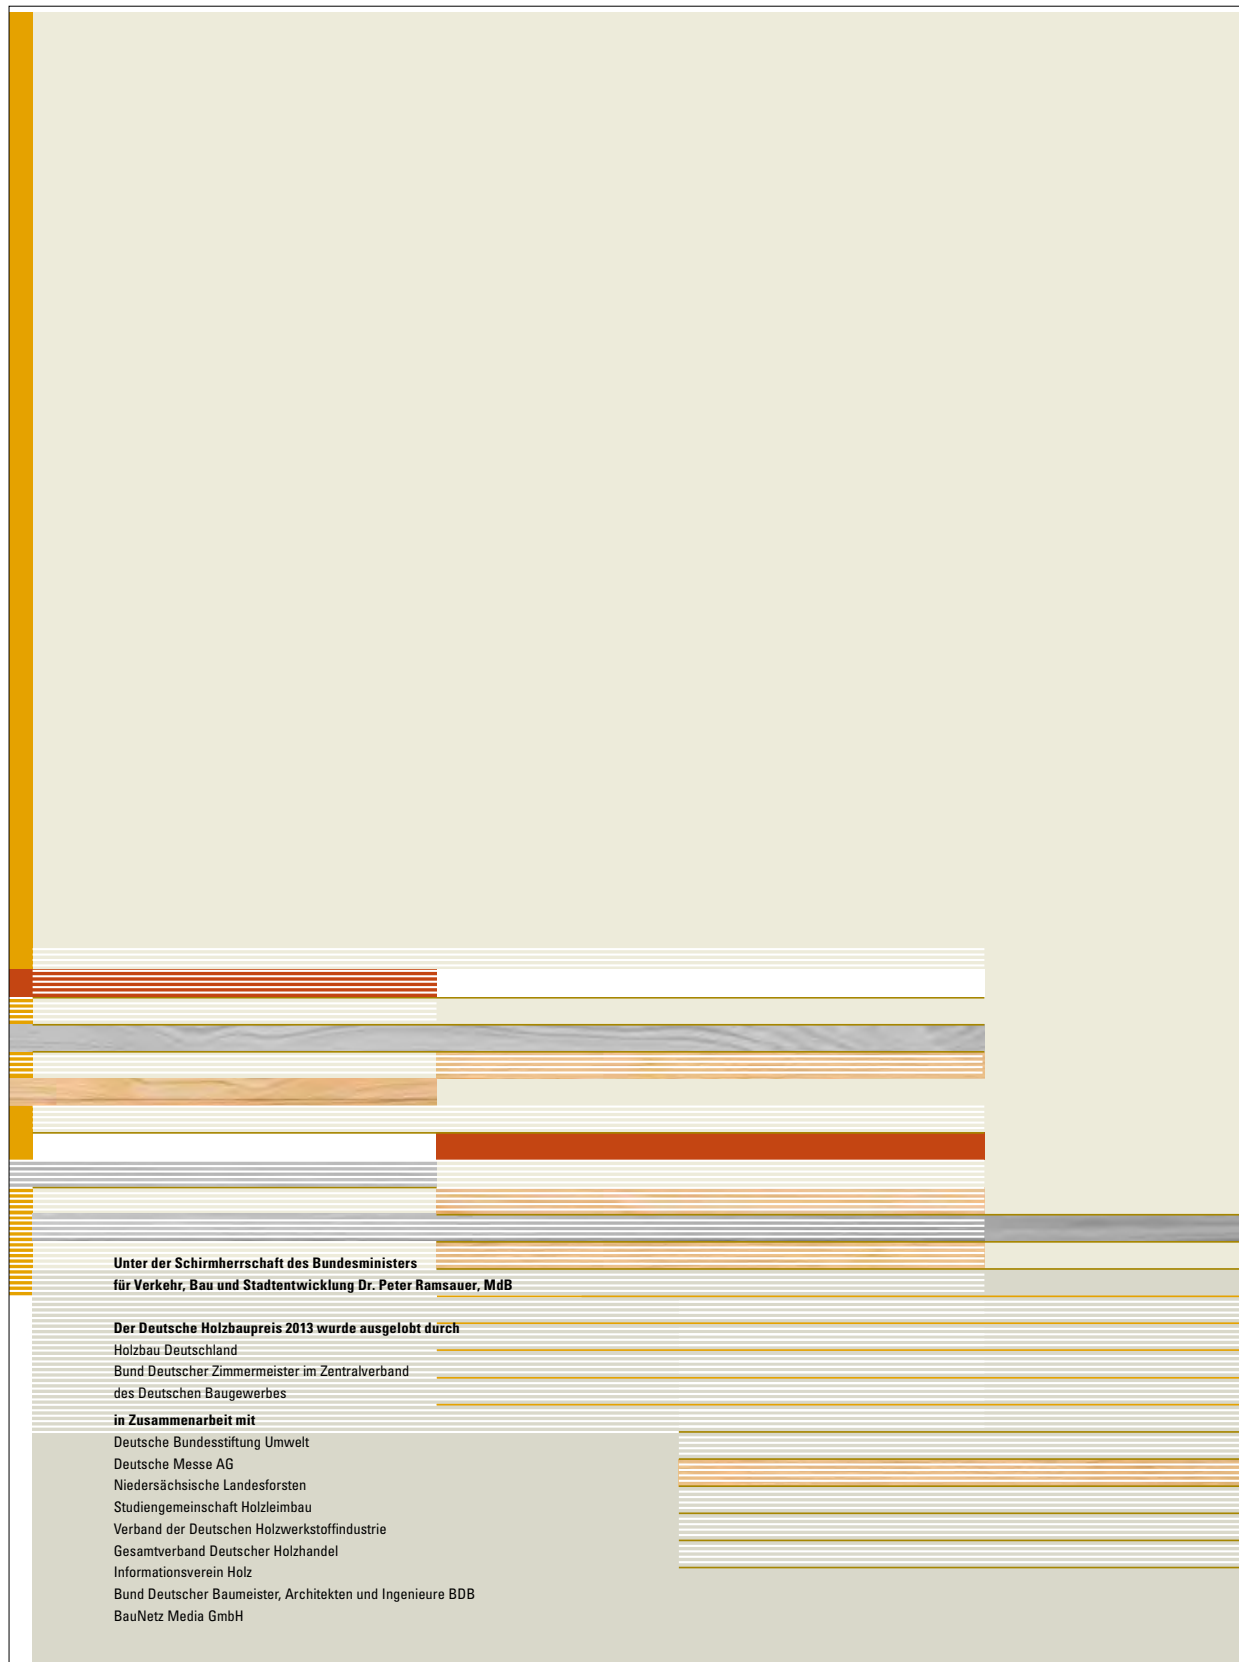 Unter der Schirmherrschaft des Bundesministers
für Verkehr, Bau und Stadtentwicklung Dr. Peter Ramsauer, MdB
Der Deutsche Holzbaupreis 2013 wurde ausgelobt durch
Holzbau Deutschland
Bund Deutscher Zimmermeister im Zentralverband
des Deutschen Baugewerbes
in Zusammenarbeit mit
Deutsche Bundesstiftung Umwelt
Deutsche Messe AG
Niedersächsische Landesforsten
Studiengemeinschaft Holzleimbau
Verband der Deutschen Holzwerkstoffindustrie
Gesamtverband Deutscher Holzhandel
Informationsverein Holz
Bund Deutscher Baumeister, Architekten und Ingenieure BDB
BauNetz Media GmbH